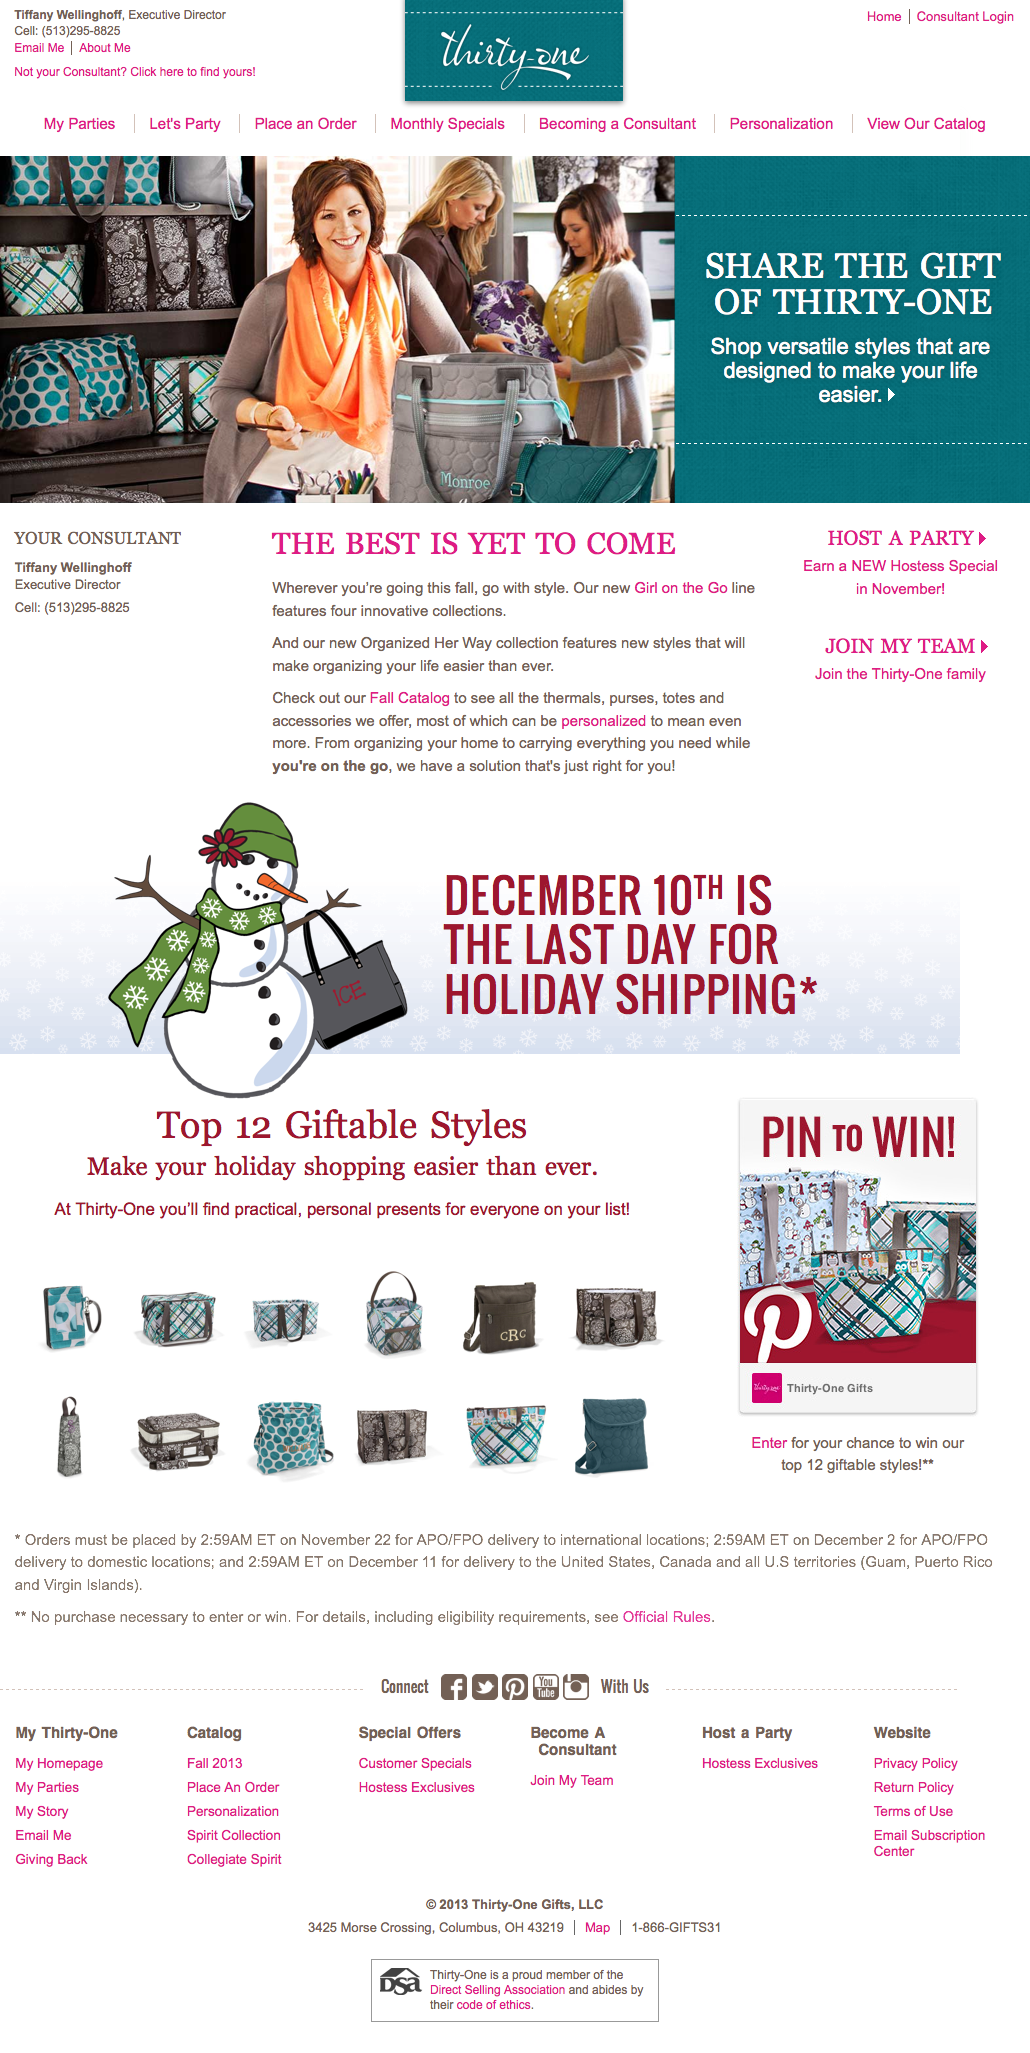 Tiffany Wellinghoff, Executive Director
Cell: (513)295-8825
Email Me | About Me
Not your Consultant? Click here to find yours!
thirty-one
Home | Consultant Login
My Parties
Let's Party
Place an Order
Monthly Specials
Becoming a Consultant
Personalization
View Our Catalog
Monroe
SHARE THE GIFT
OF THIRTY-ONE
Shop versatile styles that are
designed to make your life
easier.
YOUR CONSULTANT
Tiffany Wellinghoff
Executive Director
Cell: (513)295-8825
THE BEST IS YET TO COME
Wherever you're going this fall, go with style. Our new Girl on the Go line
features four innovative collections.
And our new Organized Her Way collection features new styles that will
make organizing your life easier than ever.
Check out our Fall Catalog to see all the thermals, purses, totes and
accessories we offer, most of which can be personalized to mean even
more. From organizing your home to carrying everything you need while
you're on the go, we have a solution that's just right for you!
HOST A PARTY
Earn a NEW Hostess Special
in November!
JOIN MY TEAM
Join the Thirty-One family
ICE
DECEMBER 10TH IS
THE LAST DAY FOR
HOLIDAY SHIPPING*
Top 12 Giftable Styles
Make your holiday shopping easier than ever.
At Thirty-One you'll find practical, personal presents for everyone on your list!
CRC
PIN TO WIN!
thirty-one
Thirty-One Gifts
Enter for your chance to win our
top 12 giftable styles!**
* Orders must be placed by 2:59AM ET on November 22 for APO/FPO delivery to international locations; 2:59AM ET on December 2 for APO/FPO
delivery to domestic locations; and 2:59AM ET on December 11 for delivery to the United States, Canada and all U.S territories (Guam, Puerto Rico
and Virgin Islands).
** No purchase necessary to enter or win. For details, including eligibility requirements, see Official Rules.
Connect
You
Tube
With Us
My Thirty-One
My Homepage
My Parties
My Story
Email Me
Giving Back
Catalog
Fall 2013
Place An Order
Personalization
Spirit Collection
Collegiate Spirit
Special Offers
Customer Specials
Hostess Exclusives
Become A
Consultant
Join My Team
Host a Party
Hostess Exclusives
Website
Privacy Policy
Return Policy
Terms of Use
Email Subscription
Center
© 2013 Thirty-One Gifts, LLC
3425 Morse Crossing, Columbus, OH 43219 | Map | 1-866-GIFTS31
DSA
Thirty-One is a proud member of the
Direct Selling Association and abides by
their code of ethics.